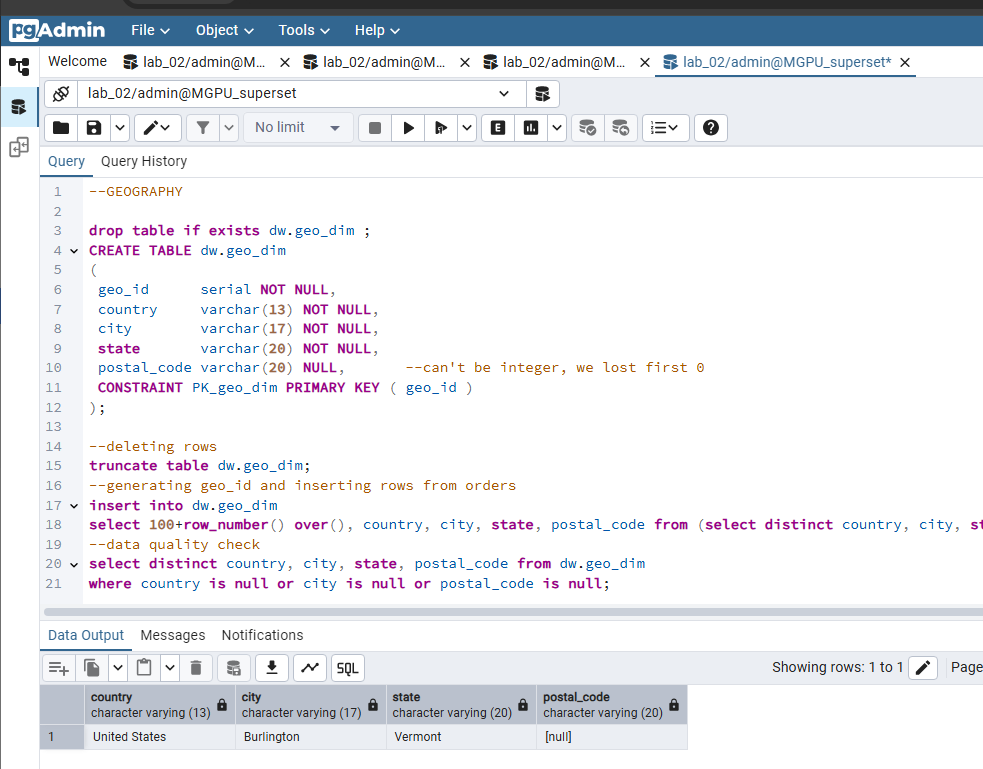 pgAdmin File Object Tools Help
Welcome lab_02/admin@M... lab_02/admin@M... lab_02/admin@M... lab_02/admin@MGPU_superset*
lab_02/admin@MGPU_superset
No limit E
Query Query History
1 --GEOGRAPHY
2
3 drop table if exists dw.geo_dim ;
4 CREATE TABLE dw.geo_dim
5 (
6 geo_id serial NOT NULL,
7 country varchar(13) NOT NULL,
8 city varchar(17) NOT NULL,
9 state varchar(20) NOT NULL,
10 postal_code varchar(20) NULL, --can't be integer, we lost first 0
11 CONSTRAINT PK_geo_dim PRIMARY KEY ( geo_id )
12 );
13
14 --deleting rows
15 truncate table dw.geo_dim;
16 --generating geo_id and inserting rows from orders
17 insert into dw.geo_dim
18 select 100+row_number() over(), country, city, state, postal_code from (select distinct country, city, st
19 --data quality check
20 select distinct country, city, state, postal_code from dw.geo_dim
21 where country is null or city is null or postal_code is null;
Data Output Messages Notifications
SQL Showing rows: 1 to 1 Page
country city state postal_code
character varying (13) character varying (17) character varying (20) character varying (20)
1 United States Burlington Vermont [null]